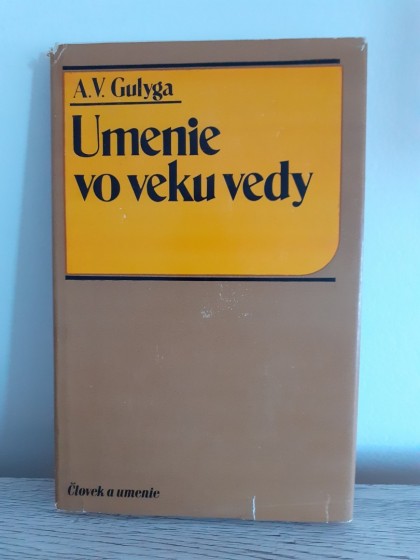 A.V. Gulyga
Umenie
vo veku vedy
Človek a umenie